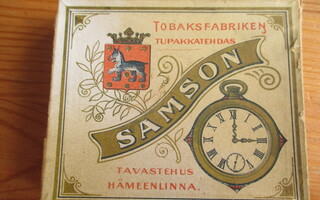 TOBAKSFABRIKEN
TUPAKKATEHDAS
SAMSON
TAVASTEHUS
HÄMEENLINNA.